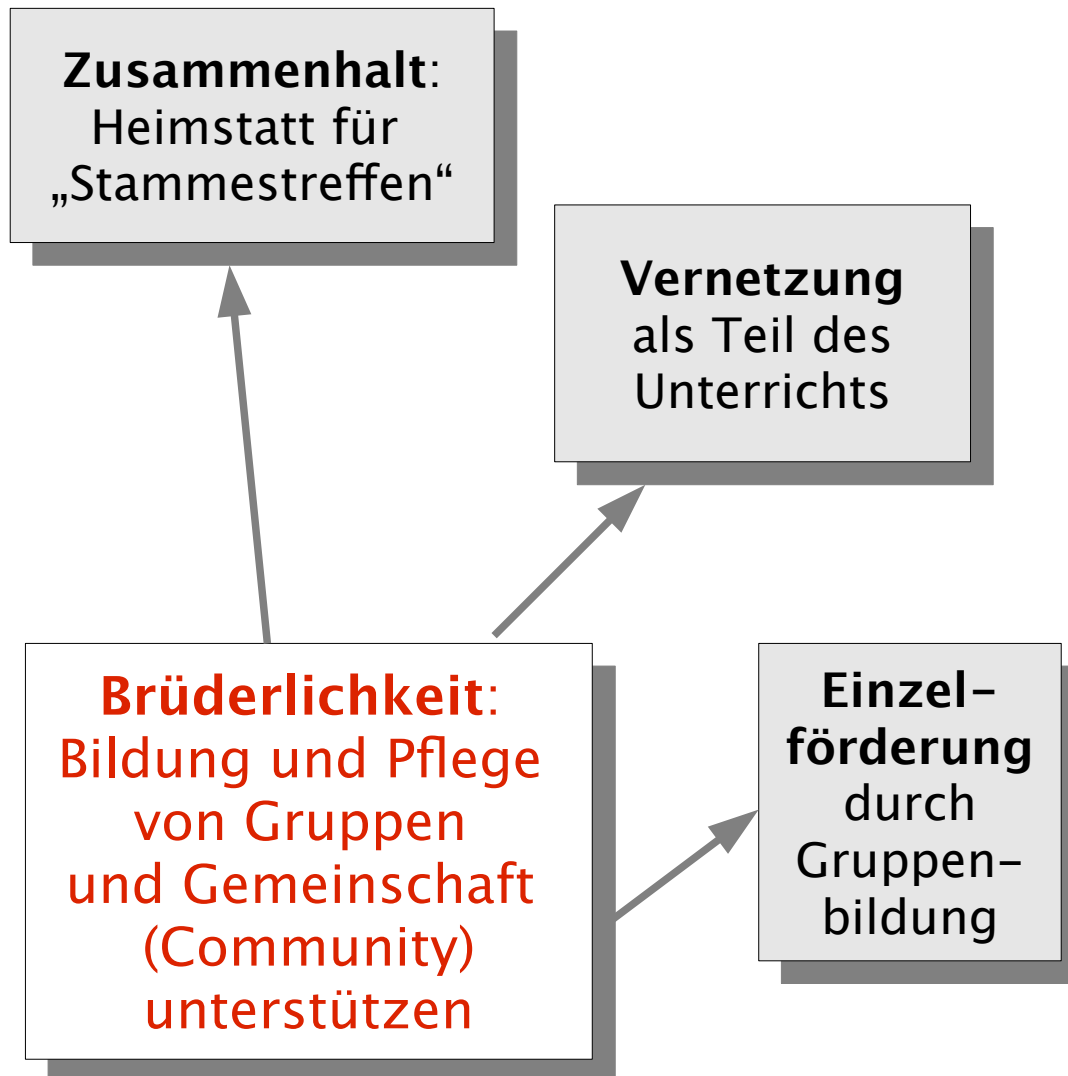 Zusammenhalt:
Heimstatt für
„Stammestreffen“
Vernetzung
als Teil des
Unterrichts
Brüderlichkeit:
Bildung und Pflege
von Gruppen
und Gemeinschaft
(Community)
unterstützen
Einzel-
förderung
durch
Gruppen-
bildung